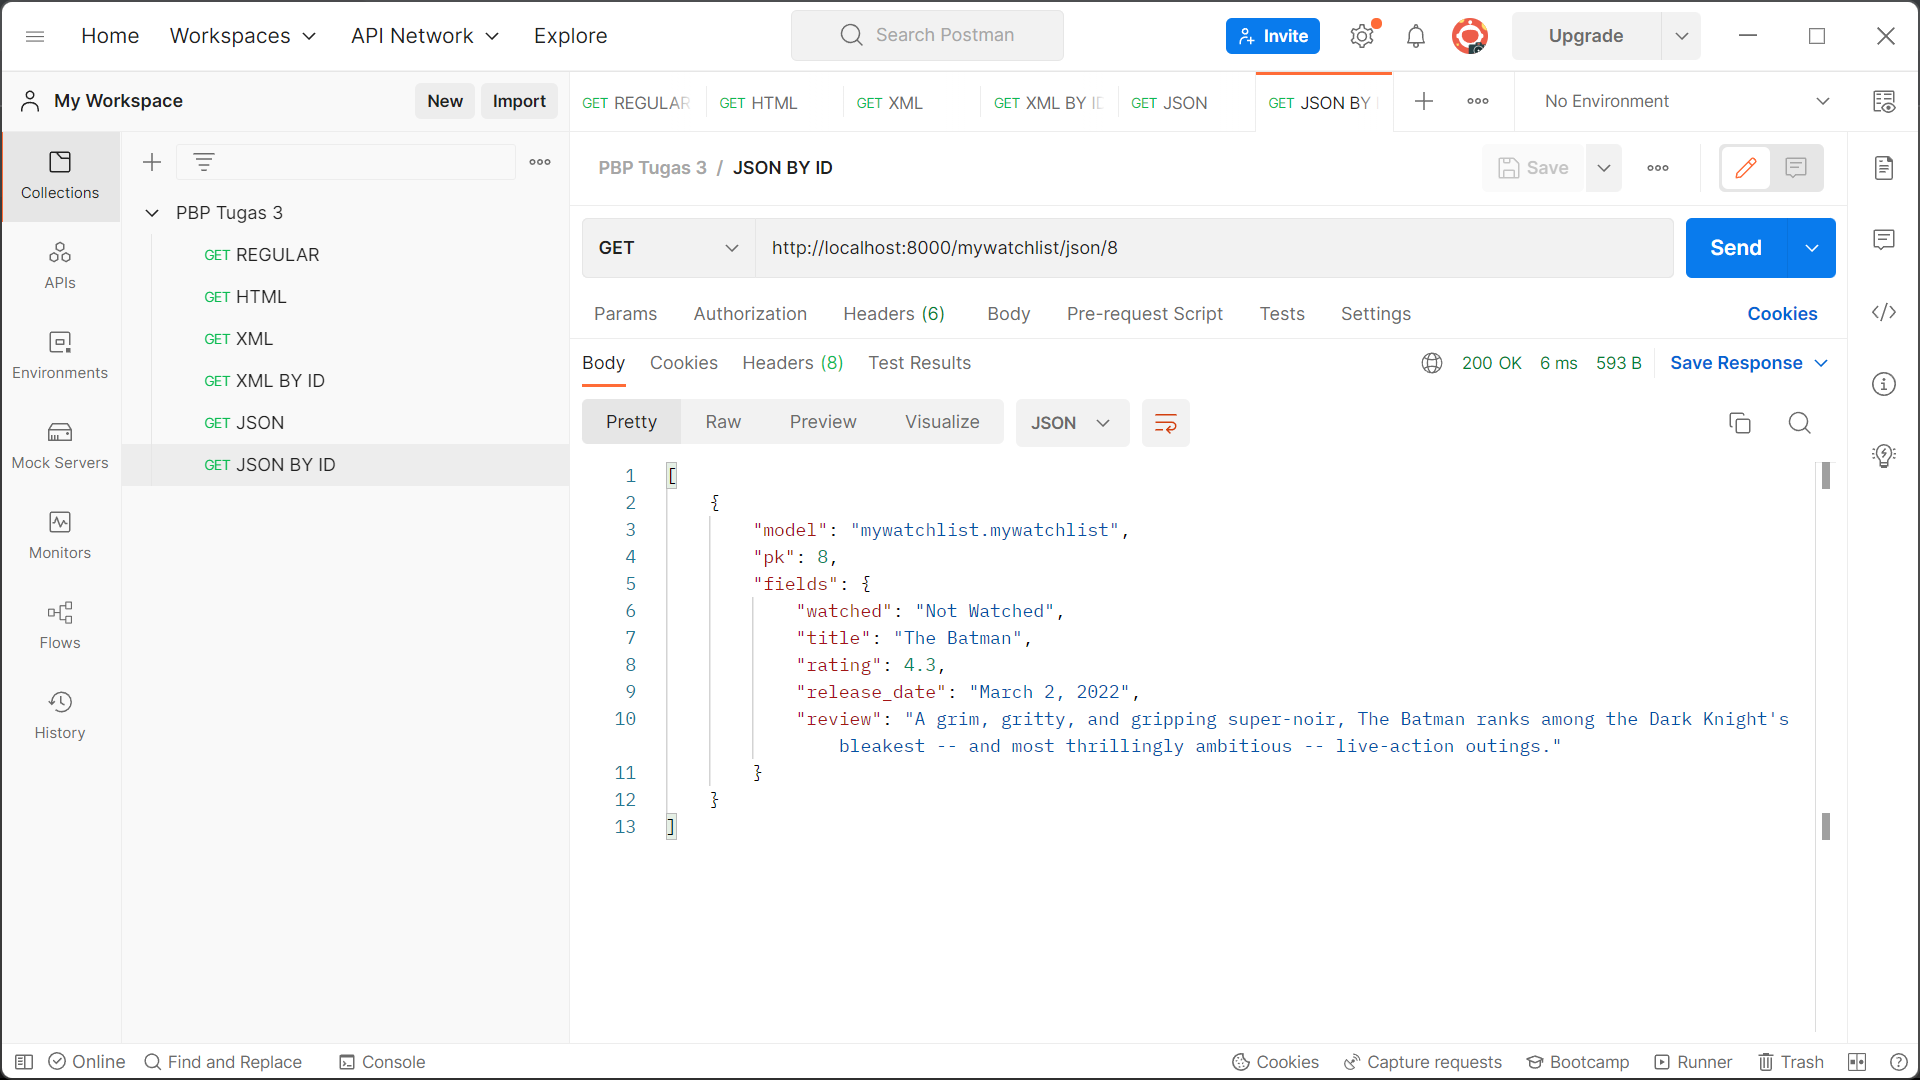 Home Workspaces API Network Explore Search Postman Invite Upgrade
My Workspace New Import
GET REGULAR GET HTML GET XML GET XML BY ID GET JSON GET JSON BY No Environment
Collections
APIs
Environments
Mock Servers
Monitors
Flows
History
PBP Tugas 3
GET REGULAR
GET HTML
GET XML
GET XML BY ID
GET JSON
GET JSON BY ID
PBP Tugas 3 / JSON BY ID Save
GET http://localhost:8000/mywatchlist/json/8 Send
Params Authorization Headers (6) Body Pre-request Script Tests Settings Cookies
Body Cookies Headers (8) Test Results 200 OK 6 ms 593 B Save Response
Pretty Raw Preview Visualize JSON
1 [
2 {
3 "model": "mywatchlist.mywatchlist",
4 "pk": 8,
5 "fields": {
6 "watched": "Not Watched",
7 "title": "The Batman",
8 "rating": 4.3,
9 "release_date": "March 2, 2022",
10 "review": "A grim, gritty, and gripping super-noir, The Batman ranks among the Dark Knight's
bleakest -- and most thrillingly ambitious -- live-action outings."
11 }
12 }
13 ]
Online Find and Replace Console Cookies Capture requests Bootcamp Runner Trash